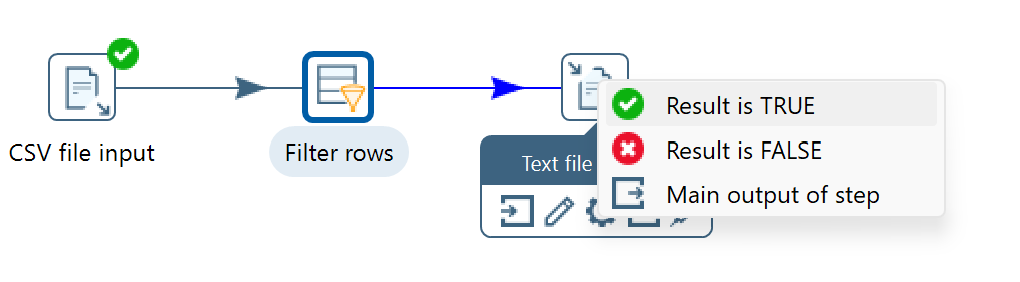 CSV file input
Filter rows
Text file
Result is TRUE
Result is FALSE
Main output of step